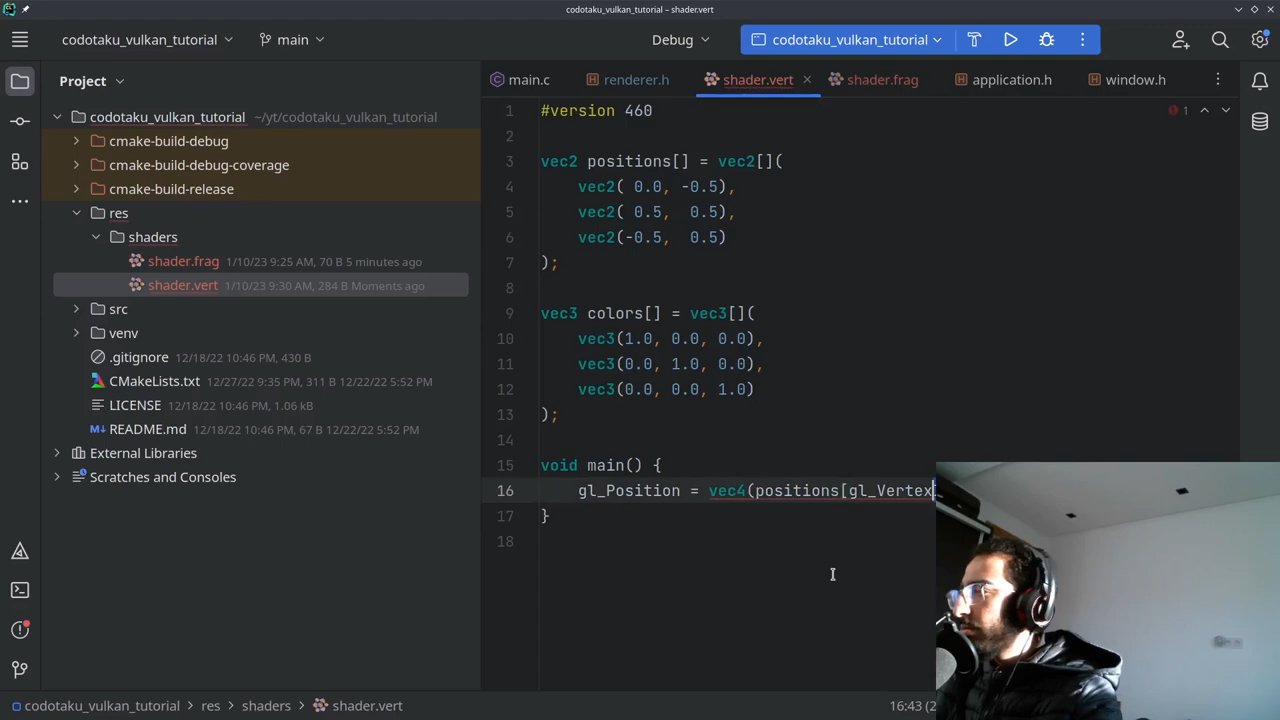 codotaku_vulkan_tutorial – shader.vert
codotaku_vulkan_tutorial
main
Debug
codotaku_vulkan_tutorial
Project
main.c
renderer.h
shader.vert
shader.frag
application.h
window.h
codotaku_vulkan_tutorial ~/yt/codotaku_vulkan_tutorial
cmake-build-debug
cmake-build-debug-coverage
cmake-build-release
res
shaders
shader.frag 1/10/23 9:25 AM, 70 B 5 minutes ago
shader.vert 1/10/23 9:30 AM, 284 B Moments ago
src
venv
.gitignore 12/18/22 10:46 PM, 430 B
CMakeLists.txt 12/27/22 9:35 PM, 311 B 12/22/22 5:52 PM
LICENSE 12/18/22 10:46 PM, 1.06 kB
README.md 12/18/22 10:46 PM, 67 B 12/22/22 5:52 PM
External Libraries
Scratches and Consoles
1 #version 460
1
2
3 vec2 positions[] = vec2[](
4 vec2( 0.0, -0.5),
5 vec2( 0.5, 0.5),
6 vec2(-0.5, 0.5)
7 );
8
9 vec3 colors[] = vec3[](
10 vec3(1.0, 0.0, 0.0),
11 vec3(0.0, 1.0, 0.0),
12 vec3(0.0, 0.0, 1.0)
13 );
14
15 void main() {
16 gl_Position = vec4(positions[gl_Vertex
17 }
18
codotaku_vulkan_tutorial > res > shaders > shader.vert
16:43 (2